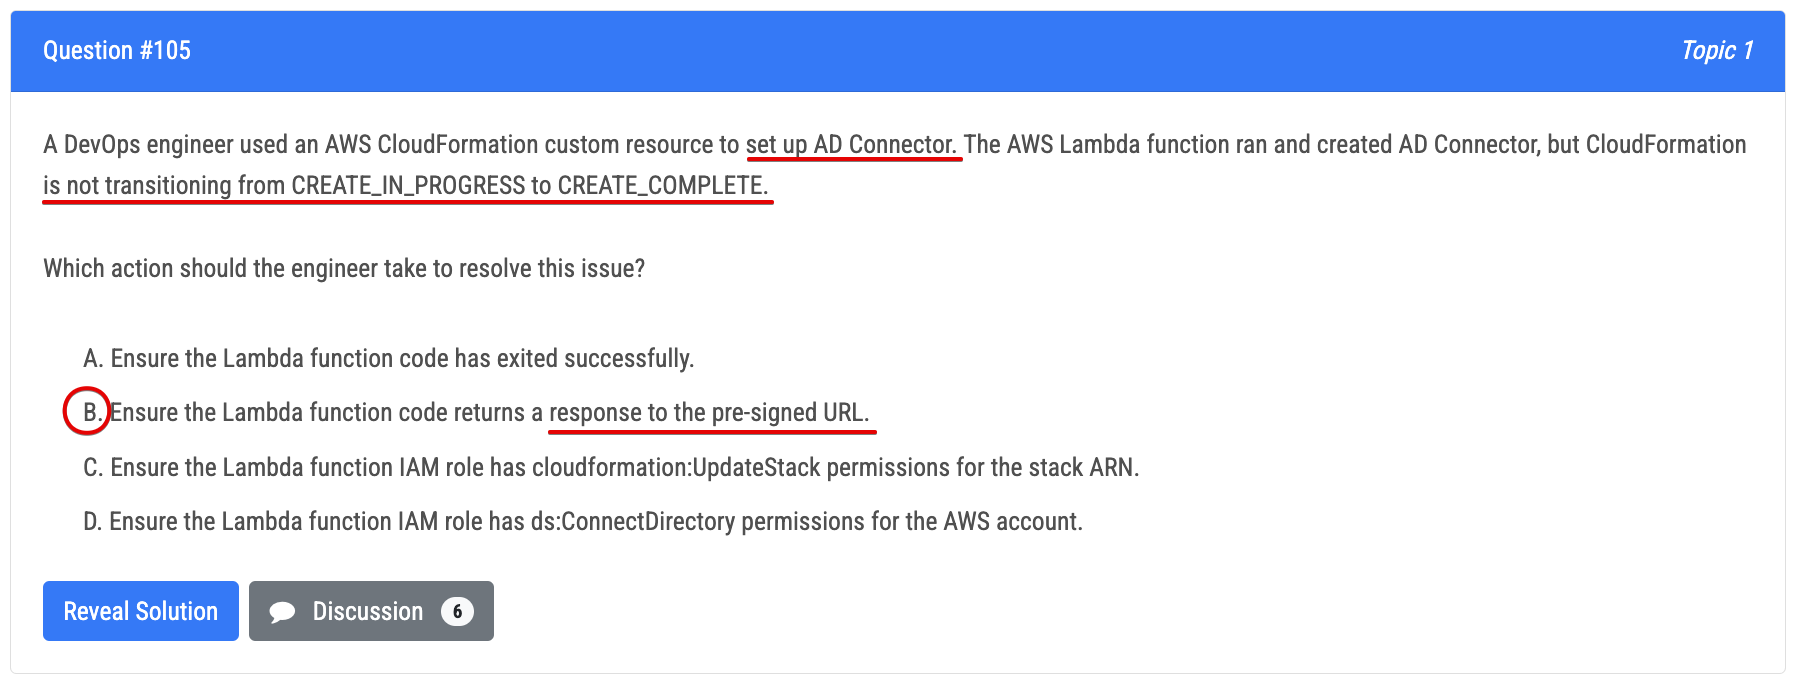 Question #105
Topic 1
A DevOps engineer used an AWS CloudFormation custom resource to set up AD Connector. The AWS Lambda function ran and created AD Connector, but CloudFormation
is not transitioning from CREATE_IN_PROGRESS to CREATE_COMPLETE.
Which action should the engineer take to resolve this issue?
A. Ensure the Lambda function code has exited successfully.
B. Ensure the Lambda function code returns a response to the pre-signed URL.
C. Ensure the Lambda function IAM role has cloudformation:UpdateStack permissions for the stack ARN.
D. Ensure the Lambda function IAM role has ds:ConnectDirectory permissions for the AWS account.
Reveal Solution
Discussion 6